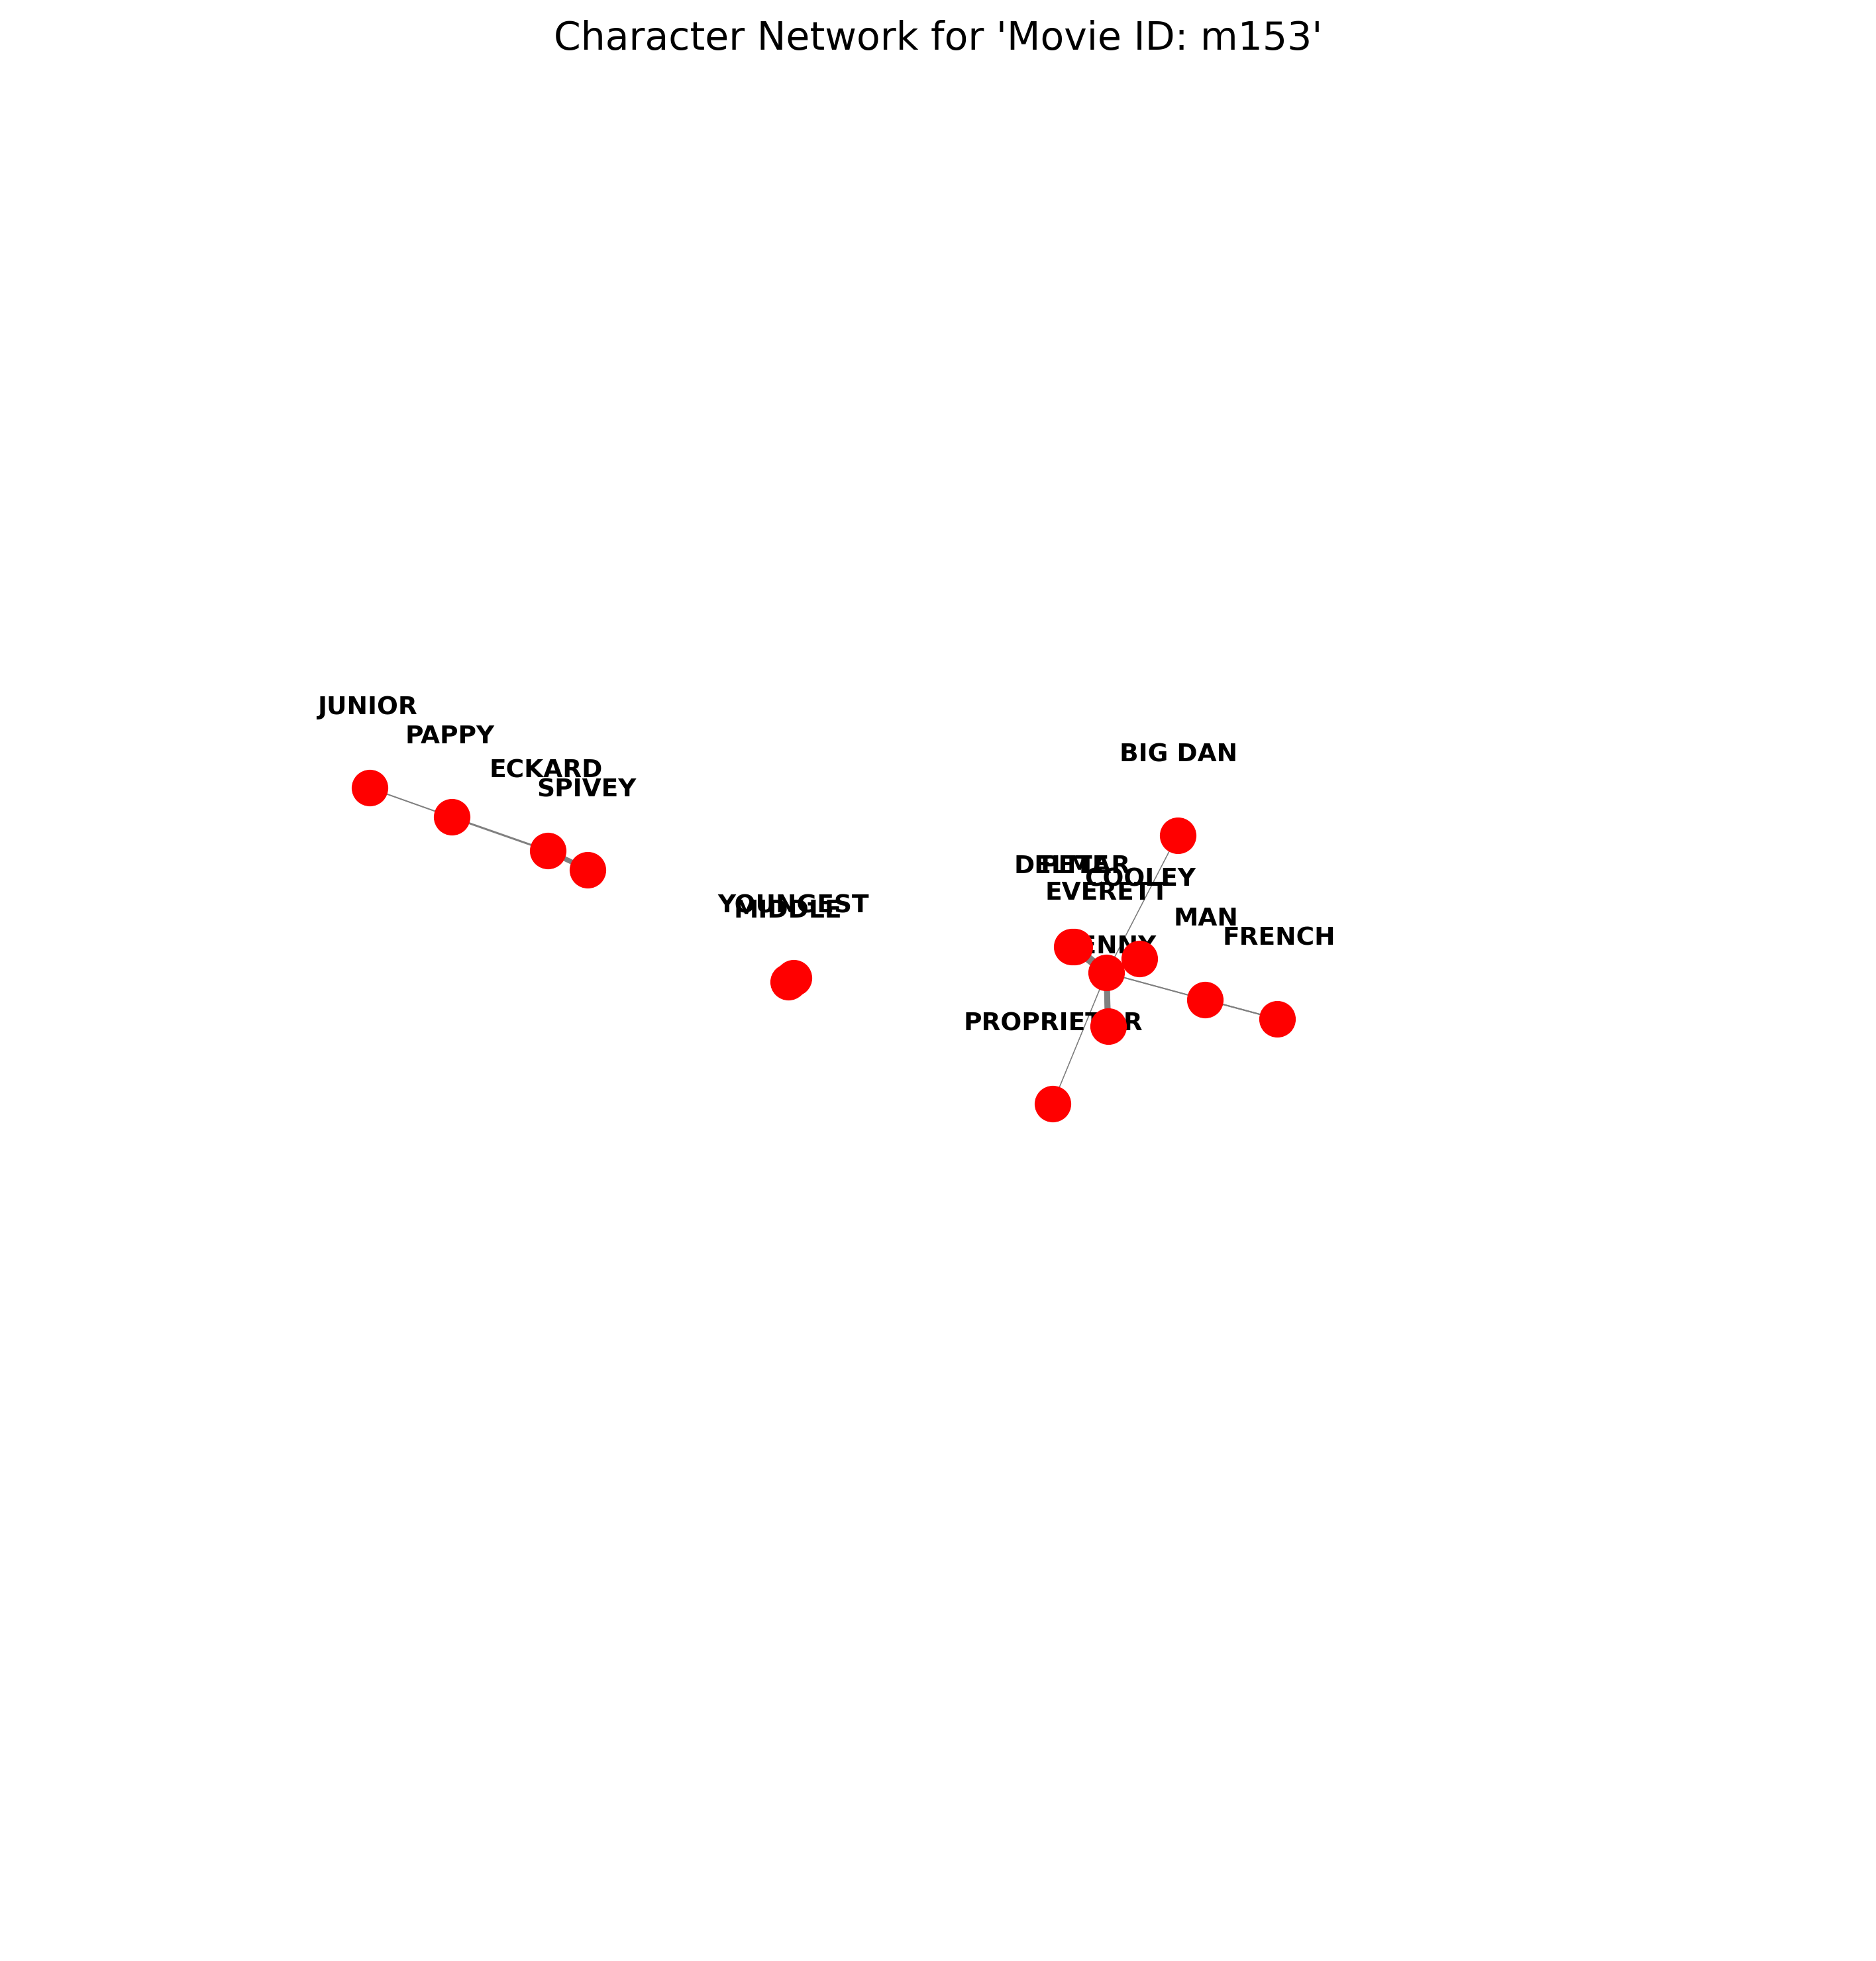 Character Network for 'Movie ID: m153'
JUNIOR
PAPPY
BIG DAN
ECKARD
SPIVEY
DELMAR
PETE
COOLEY
EVERETT
YOUNGEST
MIDDLE
MAN
FRENCH
ENNY
PROPRIETOR